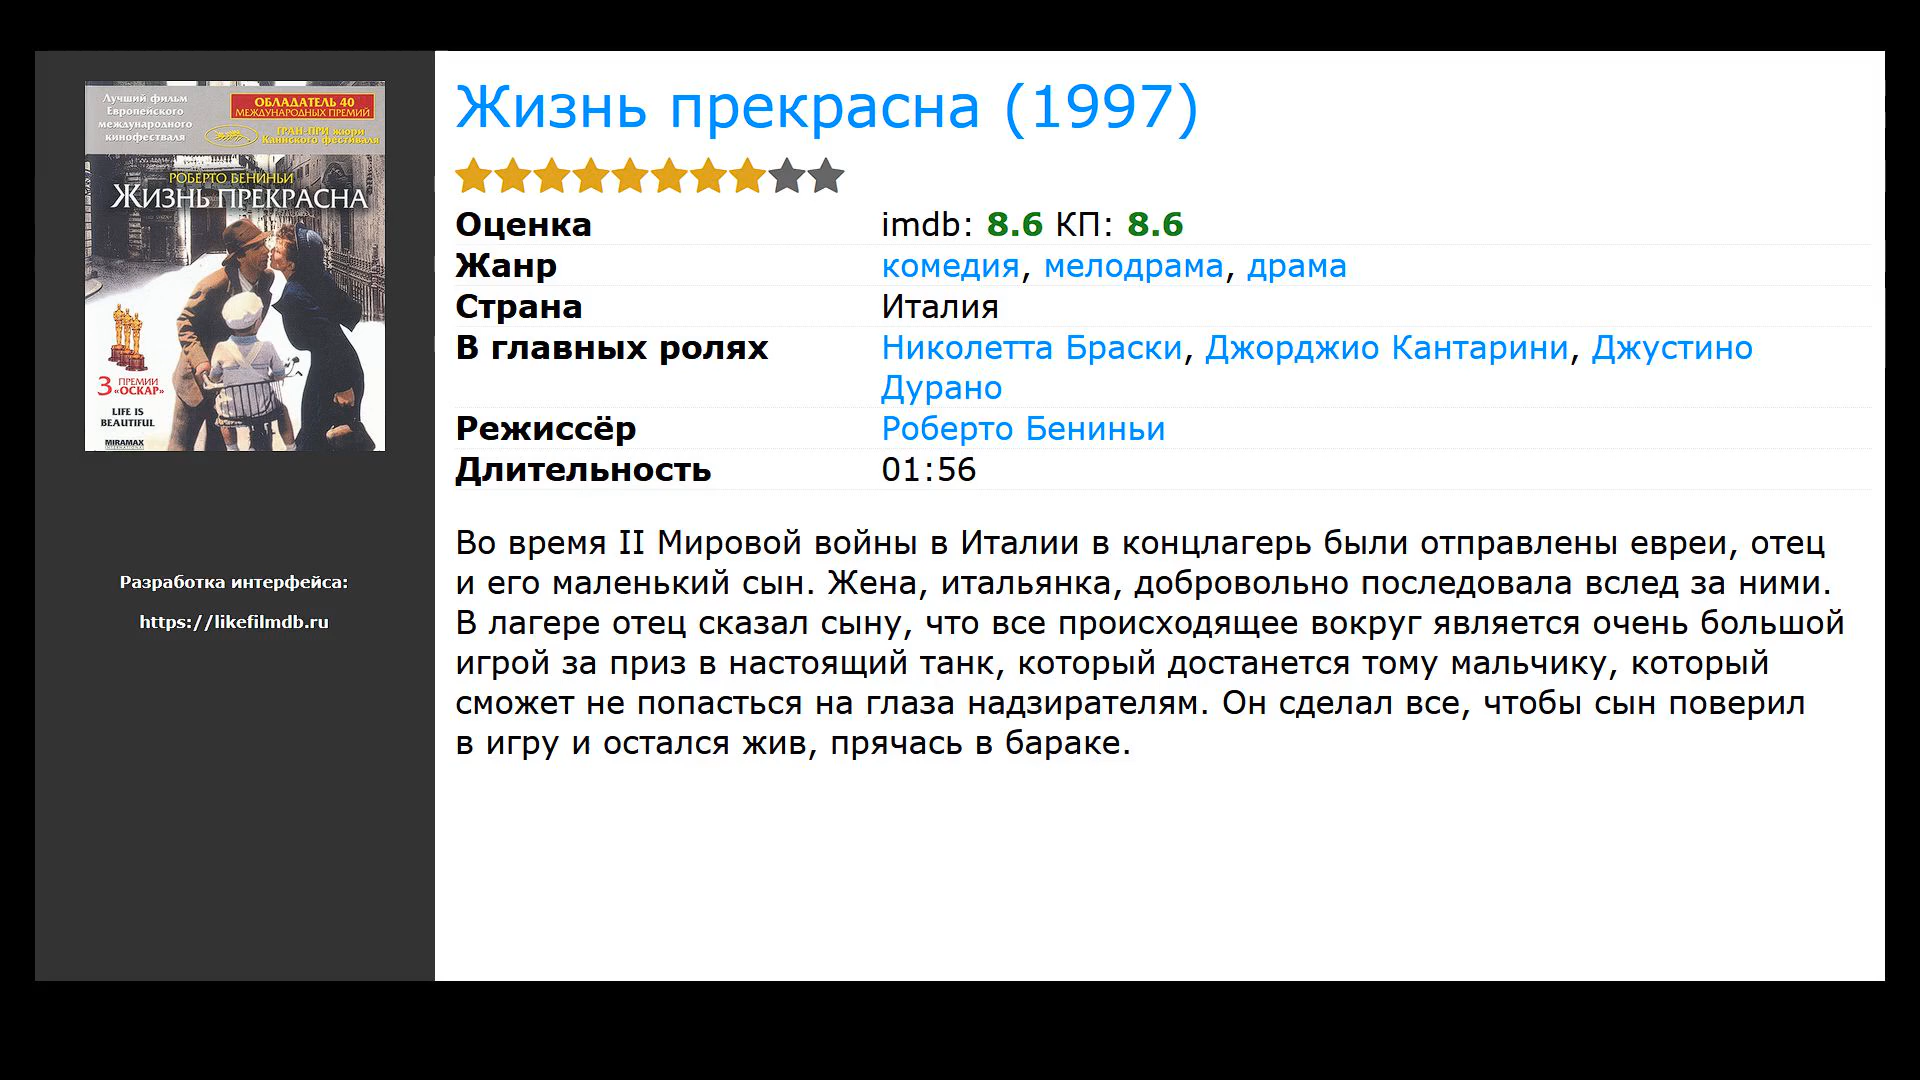 Лучший фильм
Европейского
международного
кинофестваля
ОБЛАДАТЕЛЬ 40
МЕЖДУНАРОДНЫХ ПРЕМИЙ
ГРАН-ПРИ жюри
Каннского фестиваля
РОБЕРТО БЕНИНЬИ
ЖИЗНЬ ПРЕКРАСНА
3 ПРЕМИИ
«ОСКАР»
LIFE IS
BEAUTIFUL
MIRAMAX
Разработка интерфейса:
https://likefilmdb.ru
Жизнь прекрасна (1997)
Оценка imdb: 8.6 КП: 8.6
Жанр комедия, мелодрама, драма
Страна Италия
В главных ролях Николетта Браски, Джорджио Кантарини, Джустино
Дурано
Режиссёр Роберто Бениньи
Длительность 01:56
Во время II Мировой войны в Италии в концлагерь были отправлены евреи, отец
и его маленький сын. Жена, итальянка, добровольно последовала вслед за ними.
В лагере отец сказал сыну, что все происходящее вокруг является очень большой
игрой за приз в настоящий танк, который достанется тому мальчику, который
сможет не попасться на глаза надзирателям. Он сделал все, чтобы сын поверил
в игру и остался жив, прячась в бараке.